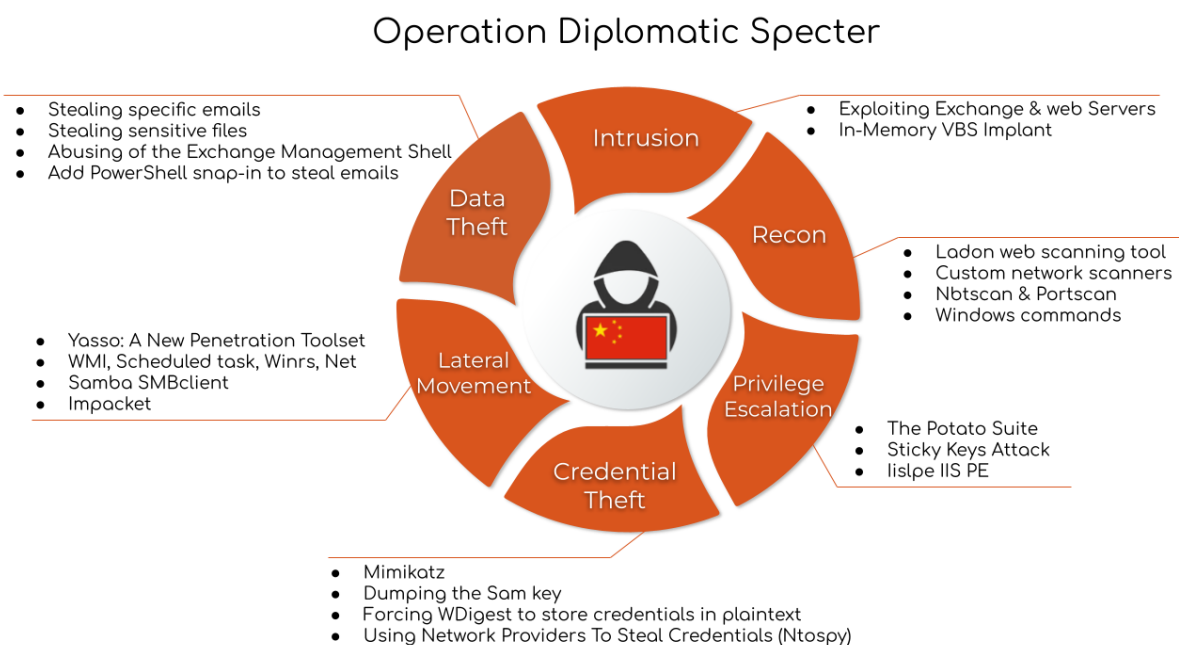 Operation Diplomatic Specter
Intrusion
● Exploiting Exchange & web Servers
● In-Memory VBS Implant
Recon
● Ladon web scanning tool
● Custom network scanners
● Nbtscan & Portscan
● Windows commands
Privilege
Escalation
● The Potato Suite
● Sticky Keys Attack
● Iislpe IIS PE
Credential
Theft
● Mimikatz
● Dumping the Sam key
● Forcing WDigest to store credentials in plaintext
● Using Network Providers To Steal Credentials (Ntospy)
Lateral
Movement
● Yasso: A New Penetration Toolset
● WMI, Scheduled task, Winrs, Net
● Samba SMBclient
● Impacket
Data
Theft
● Stealing specific emails
● Stealing sensitive files
● Abusing of the Exchange Management Shell
● Add PowerShell snap-in to steal emails